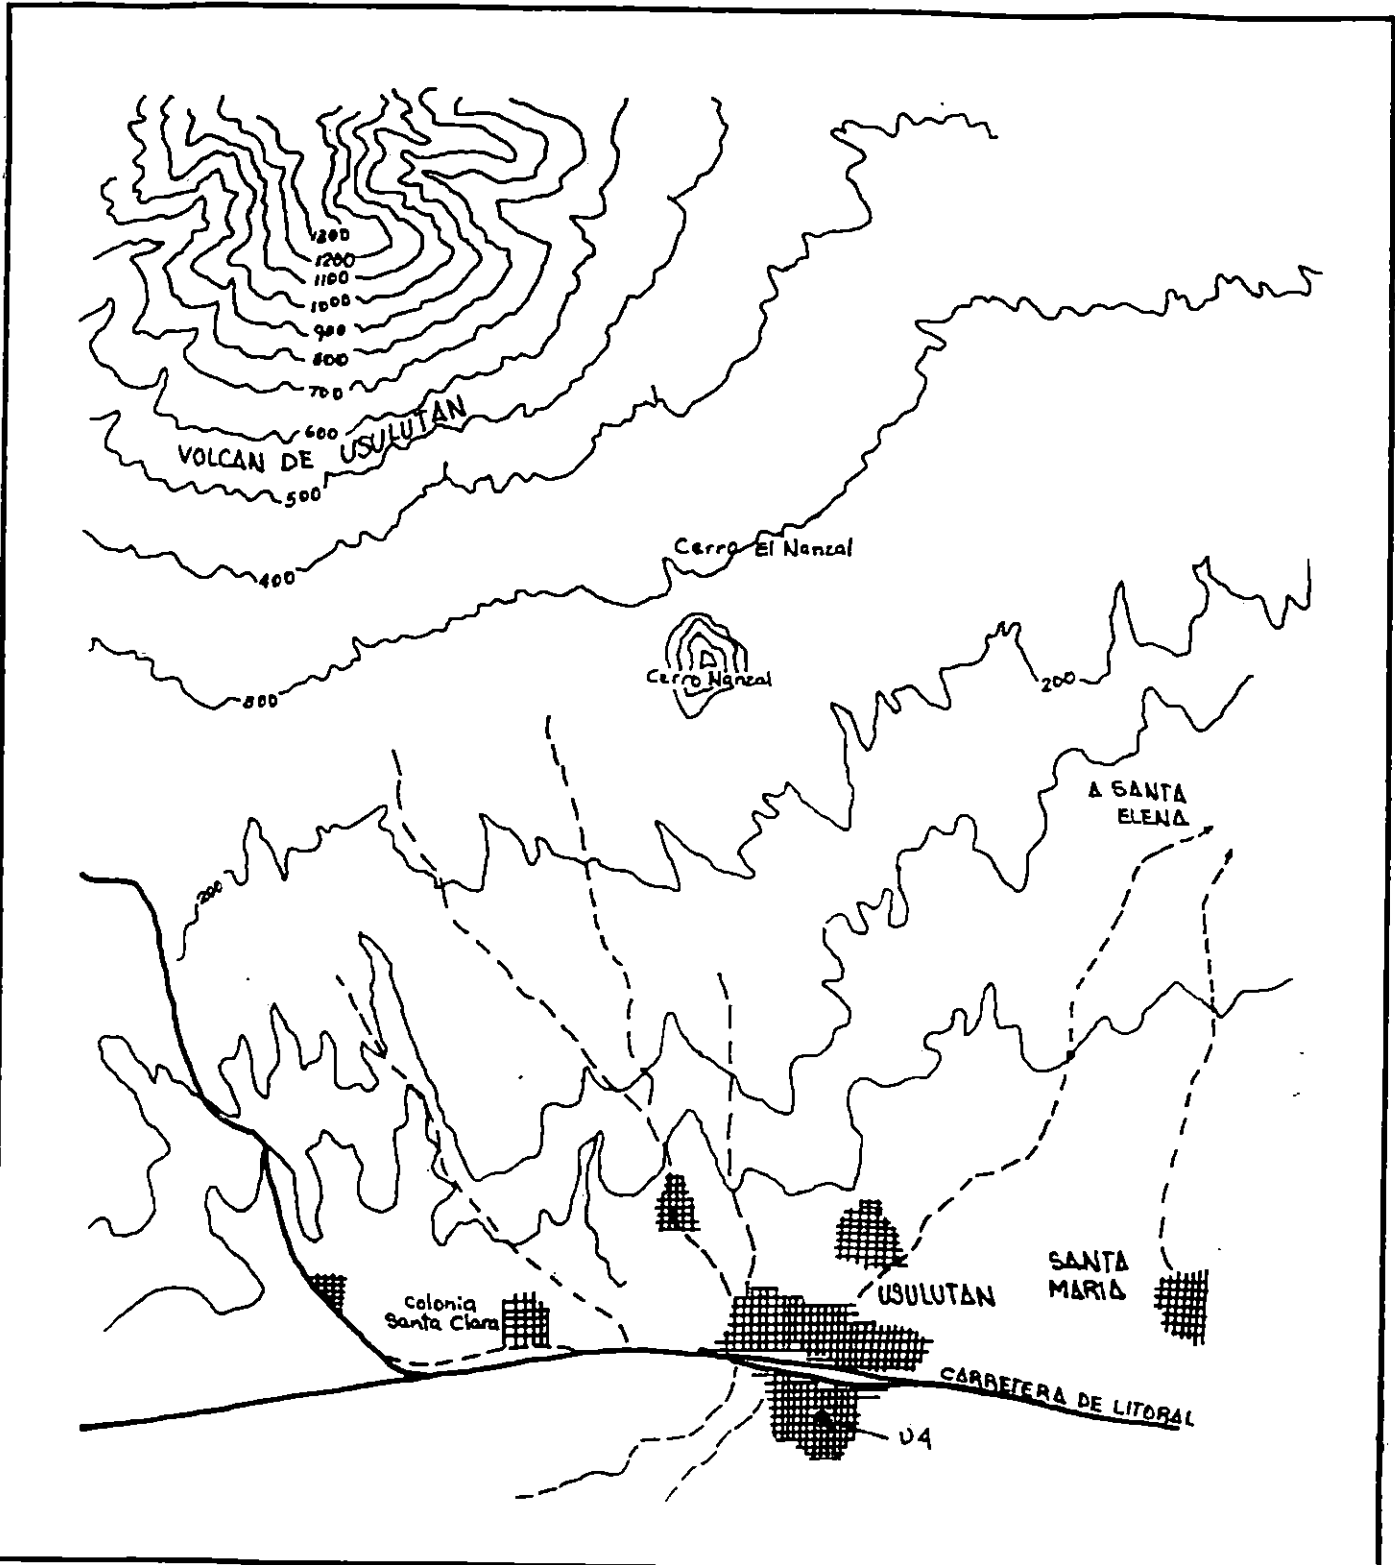 1300
1200
1100
1000
900
800
700
600
VOLCAN DE USULUTAN
500
400
Cerro El Nanzal
Cerro Nanzal
300
200
A SANTA
ELENA
200
SANTA
MARIA
USULUTAN
Colonia
Santa Clara
CARRETERA DE LITORAL
U4